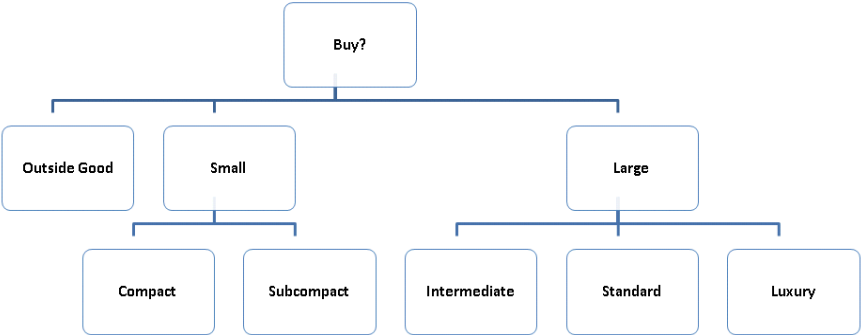 Buy?
Outside Good
Small
Large
Compact
Subcompact
Intermediate
Standard
Luxury